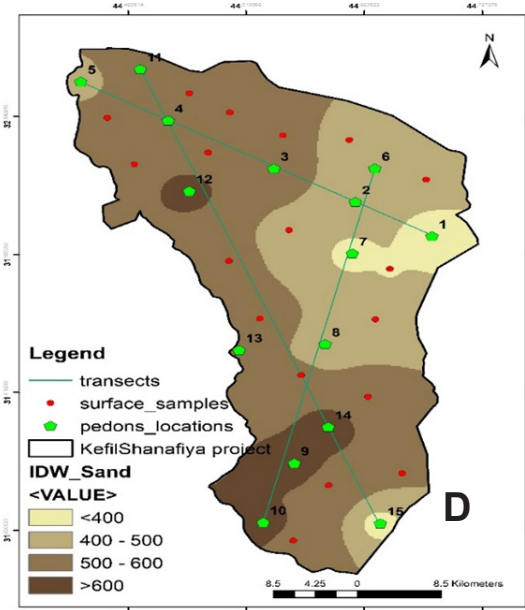 N
11
5
4
3
6
12
2
1
7
13
8
14
9
10
15
D
Legend
transects
surface_samples
pedons_locations
KefilShanafiya project
IDW_Sand
<VALUE>
<400
400 - 500
500 - 600
>600
8.5 4.25 0 8.5 Kilometers